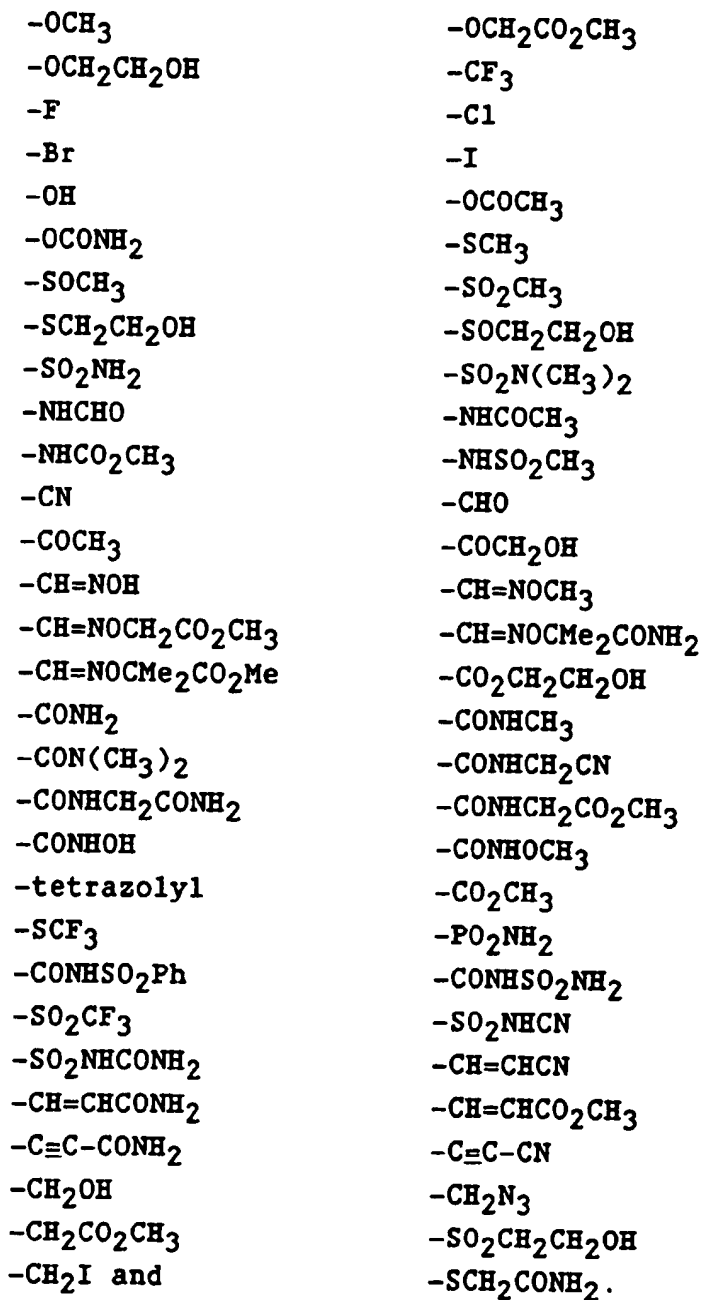 -OCH₃ -OCH₂CO₂CH₃
-OCH₂CH₂OH -CF₃
-F -Cl
-Br -I
-OH -OCOCH₃
-OCONH₂ -SCH₃
-SOCH₃ -SO₂CH₃
-SCH₂CH₂OH -SOCH₂CH₂OH
-SO₂NH₂ -SO₂N(CH₃)₂
-NHCHO -NHCOCH₃
-NHCO₂CH₃ -NHSO₂CH₃
-CN -CHO
-COCH₃ -COCH₂OH
-CH=NOH -CH=NOCH₃
-CH=NOCH₂CO₂CH₃ -CH=NOCMe₂CONH₂
-CH=NOCMe₂CO₂Me -CO₂CH₂CH₂OH
-CONH₂ -CONHCH₃
-CON(CH₃)₂ -CONHCH₂CN
-CONHCH₂CONH₂ -CONHCH₂CO₂CH₃
-CONHOH -CONHOCH₃
-tetrazolyl -CO₂CH₃
-SCF₃ -PO₂NH₂
-CONHSO₂Ph -CONHSO₂NH₂
-SO₂CF₃ -SO₂NHCN
-SO₂NHCONH₂ -CH=CHCN
-CH=CHCONH₂ -CH=CHCO₂CH₃
-C≡C-CONH₂ -C≡C-CN
-CH₂OH -CH₂N₃
-CH₂CO₂CH₃ -SO₂CH₂CH₂OH
-CH₂I and -SCH₂CONH₂.